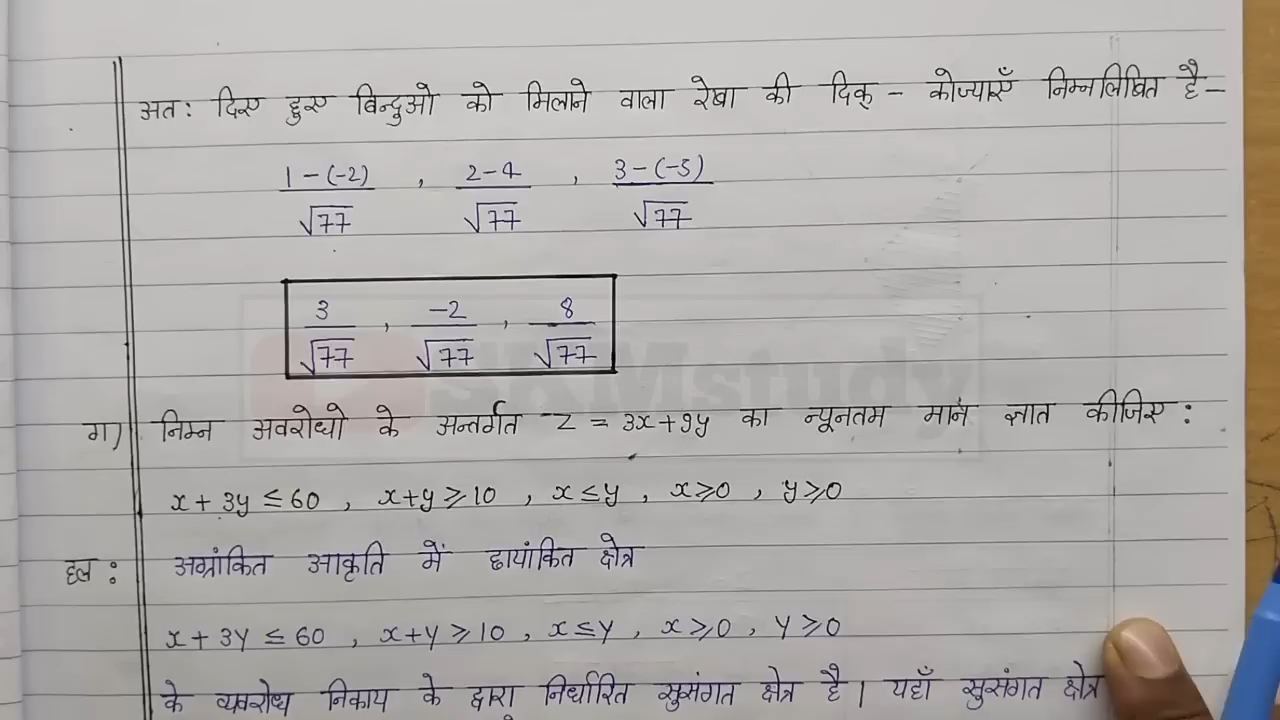 अत: दिए हुए बिन्दुओ को मिलाने वाला रेखा की दिक् - कोज्याएँ निम्नलिखित है -
1-(-2)/√77 , 2-4/√77 , 3-(-5)/√77
3/√77 , -2/√77 , 8/√77
ग) निम्न अवरोधो के अन्तर्गत Z = 3x+9y का न्यूनतम मान ज्ञात कीजिए :
x + 3y ≤ 60 , x+y ≥ 10 , x ≤ y , x ≥ 0 , y ≥ 0
हल : अग्रांकित आकृति में छायांकित क्षेत्र
x + 3y ≤ 60 , x+y ≥ 10 , x ≤ y , x ≥ 0 , y ≥ 0
के व्यवरोध निकाय के द्वारा निर्धारित सुसंगत क्षेत्र है। यहाँ सुसंगत क्षेत्र
SKMstudy